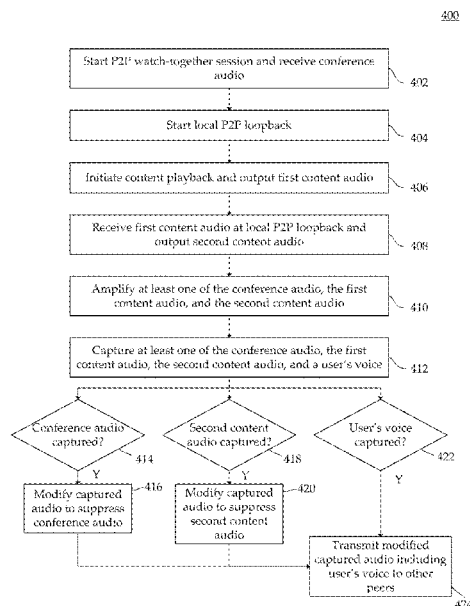 400
Start P2P watch-together session and receive conference
audio
402
Start local P2P loopback
404
Initiate content playback and output first content audio
406
Receive first content audio at local P2P loopback and
output second content audio
408
Amplify at least one of the conference audio, the first
content audio, and the second content audio
410
Capture at least one of the conference audio, the first
content audio, the second content audio, and a user's voice
412
Conference audio
captured?
414
Y
Second content
audio captured?
418
Y
User's voice
captured?
422
Y
Modify captured
audio to suppress
conference audio
416
Modify captured
audio to suppress
second content
audio
420
Transmit modified
captured audio including
user's voice to other
peers
424